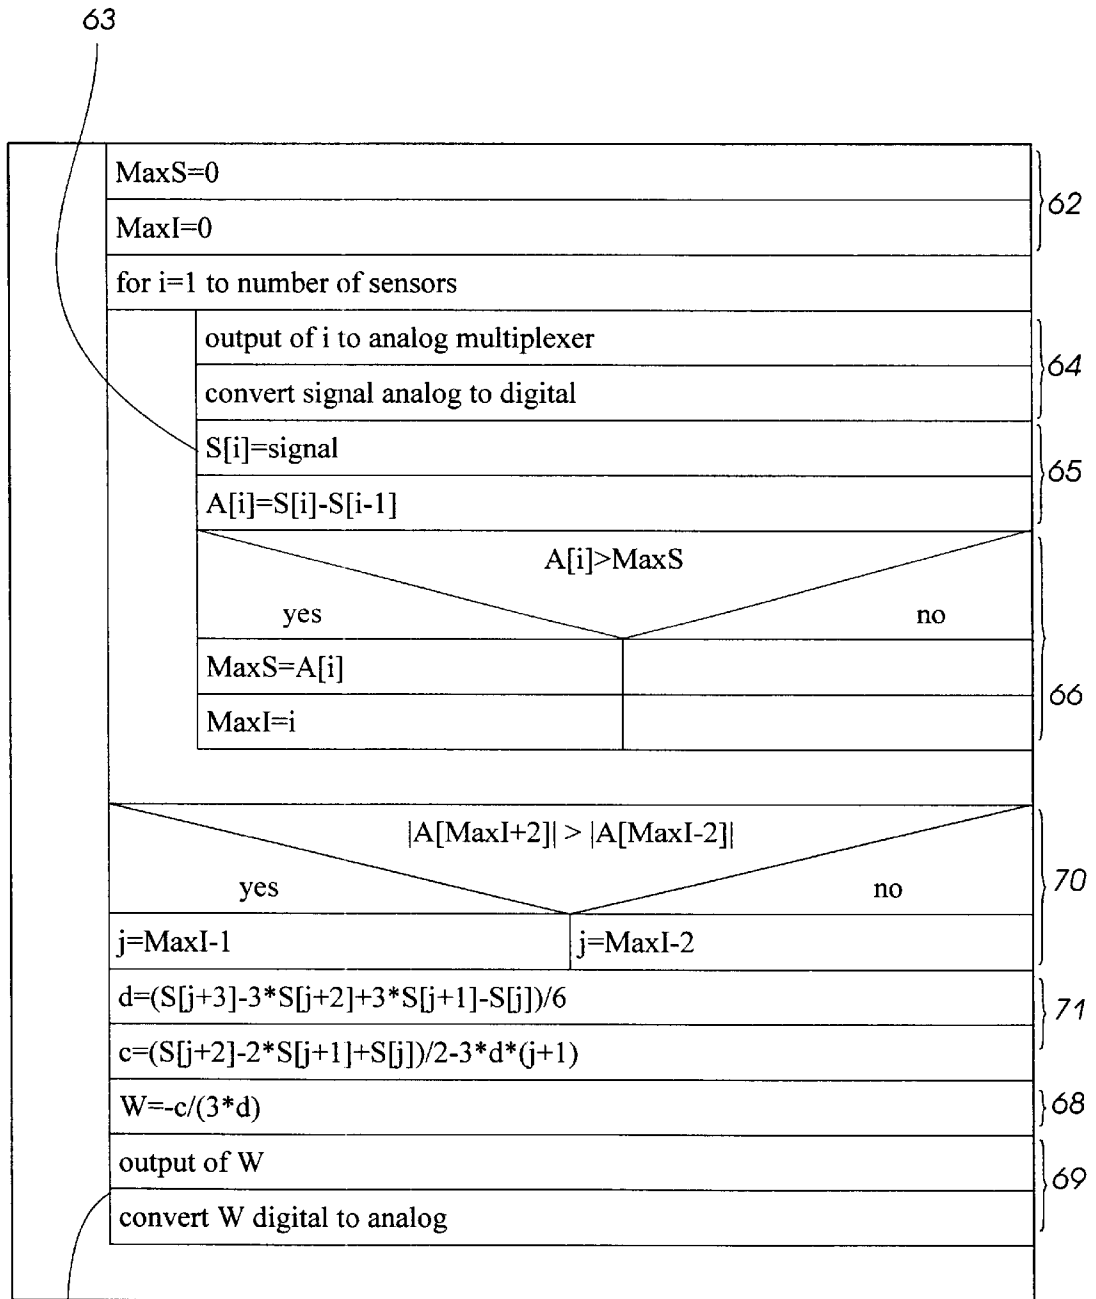 63
MaxS=0
62
MaxI=0
for i=1 to number of sensors
output of i to analog multiplexer
64
convert signal analog to digital
S[i]=signal
65
A[i]=S[i]-S[i-1]
A[i]>MaxS
yes no
MaxS=A[i]
66
MaxI=i
|A[MaxI+2]| > |A[MaxI-2]|
yes no
70
j=MaxI-1 j=MaxI-2
d=(S[j+3]-3*S[j+2]+3*S[j+1]-S[j])/6
71
c=(S[j+2]-2*S[j+1]+S[j])/2-3*d*(j+1)
W=-c/(3*d)
68
output of W
69
convert W digital to analog